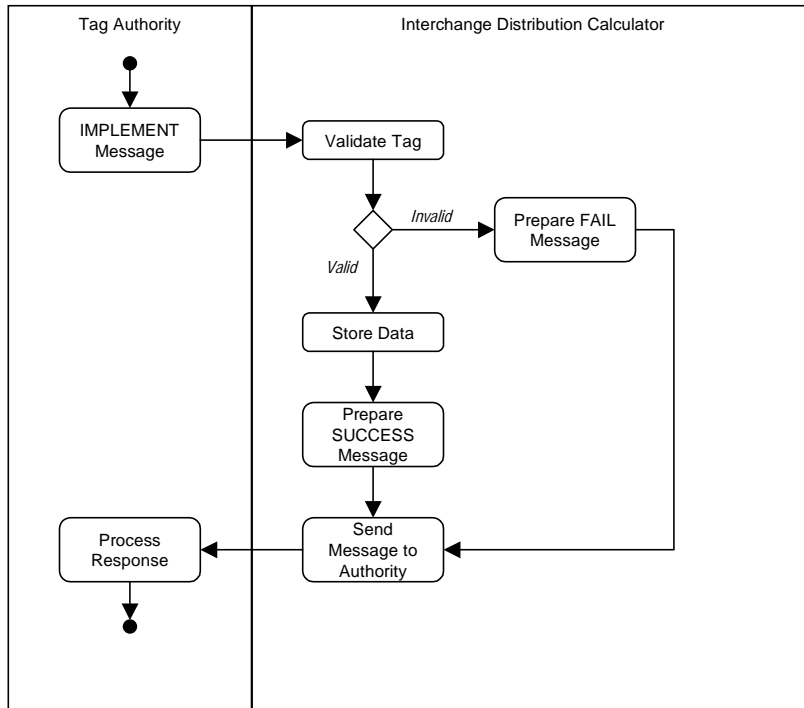 Tag Authority
Interchange Distribution Calculator
IMPLEMENT
Message
Validate Tag
Invalid
Prepare FAIL
Message
Valid
Store Data
Prepare
SUCCESS
Message
Send
Message to
Authority
Process
Response